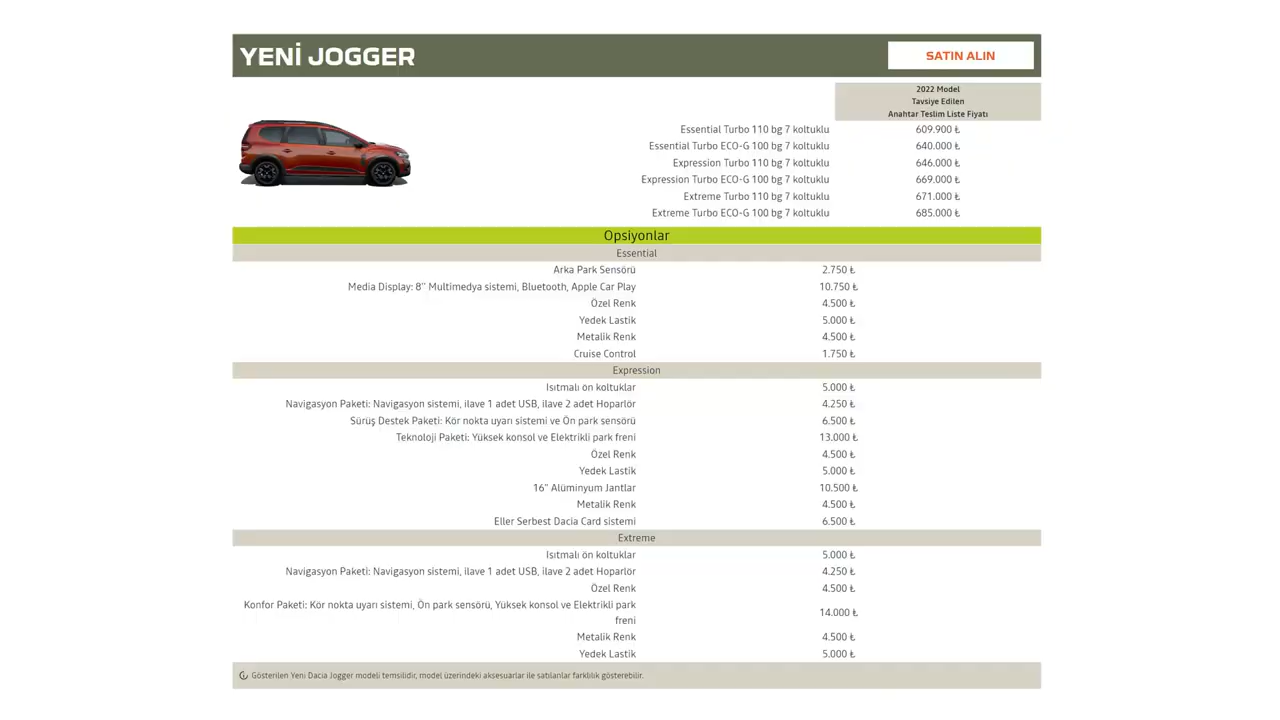 YENİ JOGGER
SATIN ALIN
2022 Model
Tavsiye Edilen
Anahtar Teslim Liste Fiyatı
Essential Turbo 110 bg 7 koltuklu 609.900 ₺
Essential Turbo ECO-G 100 bg 7 koltuklu 640.000 ₺
Expression Turbo 110 bg 7 koltuklu 646.000 ₺
Expression Turbo ECO-G 100 bg 7 koltuklu 669.000 ₺
Extreme Turbo 110 bg 7 koltuklu 671.000 ₺
Extreme Turbo ECO-G 100 bg 7 koltuklu 685.000 ₺
Opsiyonlar
Essential
Arka Park Sensörü 2.750 ₺
Media Display: 8'' Multimedya sistemi, Bluetooth, Apple Car Play 10.750 ₺
Özel Renk 4.500 ₺
Yedek Lastik 5.000 ₺
Metalik Renk 4.500 ₺
Cruise Control 1.750 ₺
Expression
Isıtmalı ön koltuklar 5.000 ₺
Navigasyon Paketi: Navigasyon sistemi, ilave 1 adet USB, ilave 2 adet Hoparlör 4.250 ₺
Sürüş Destek Paketi: Kör nokta uyarı sistemi ve Ön park sensörü 6.500 ₺
Teknoloji Paketi: Yüksek konsol ve Elektrikli park freni 13.000 ₺
Özel Renk 4.500 ₺
Yedek Lastik 5.000 ₺
16" Alüminyum Jantlar 10.500 ₺
Metalik Renk 4.500 ₺
Eller Serbest Dacia Card sistemi 6.500 ₺
Extreme
Isıtmalı ön koltuklar 5.000 ₺
Navigasyon Paketi: Navigasyon sistemi, ilave 1 adet USB, ilave 2 adet Hoparlör 4.250 ₺
Özel Renk 4.500 ₺
Konfor Paketi: Kör nokta uyarı sistemi, Ön park sensörü, Yüksek konsol ve Elektrikli park
freni 14.000 ₺
Metalik Renk 4.500 ₺
Yedek Lastik 5.000 ₺
Gösterilen Yeni Dacia Jogger modeli temsilidir, model üzerindeki aksesuarlar ile satılanlar farklılık gösterebilir.